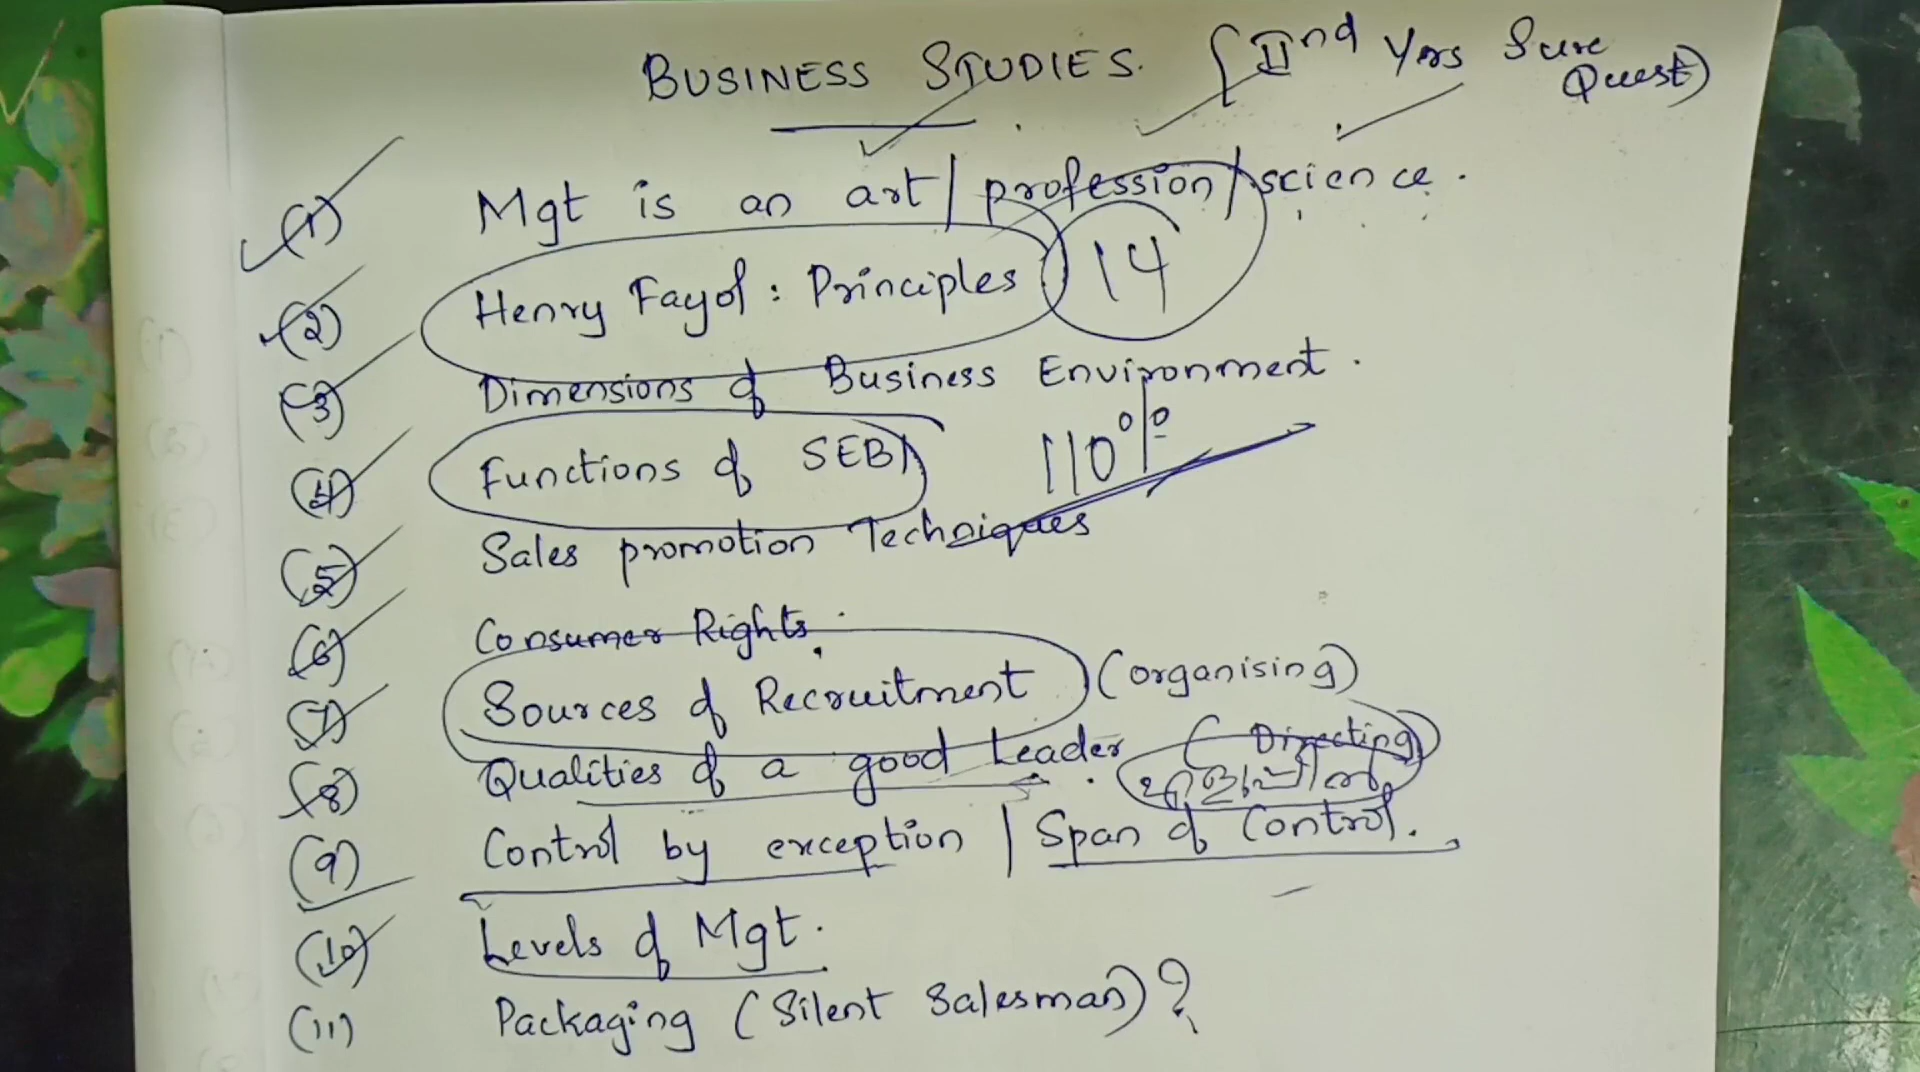 BUSINESS STUDIES. (IInd Yrs Sure Quest)
(1) Mgt is an art/profession/science.
(2) Henry Fayol : Principles 14
(3) Dimensions of Business Environment.
(4) Functions of SEBI 110%
(5) Sales promotion Techniques
(6) Consumer Rights.
(7) Sources of Recruitment (organising)
(8) Qualities of a good Leader (Directing)
(9) Control by exception / Span of Control.
(10) Levels of Mgt.
(11) Packaging (Silent Salesman)?